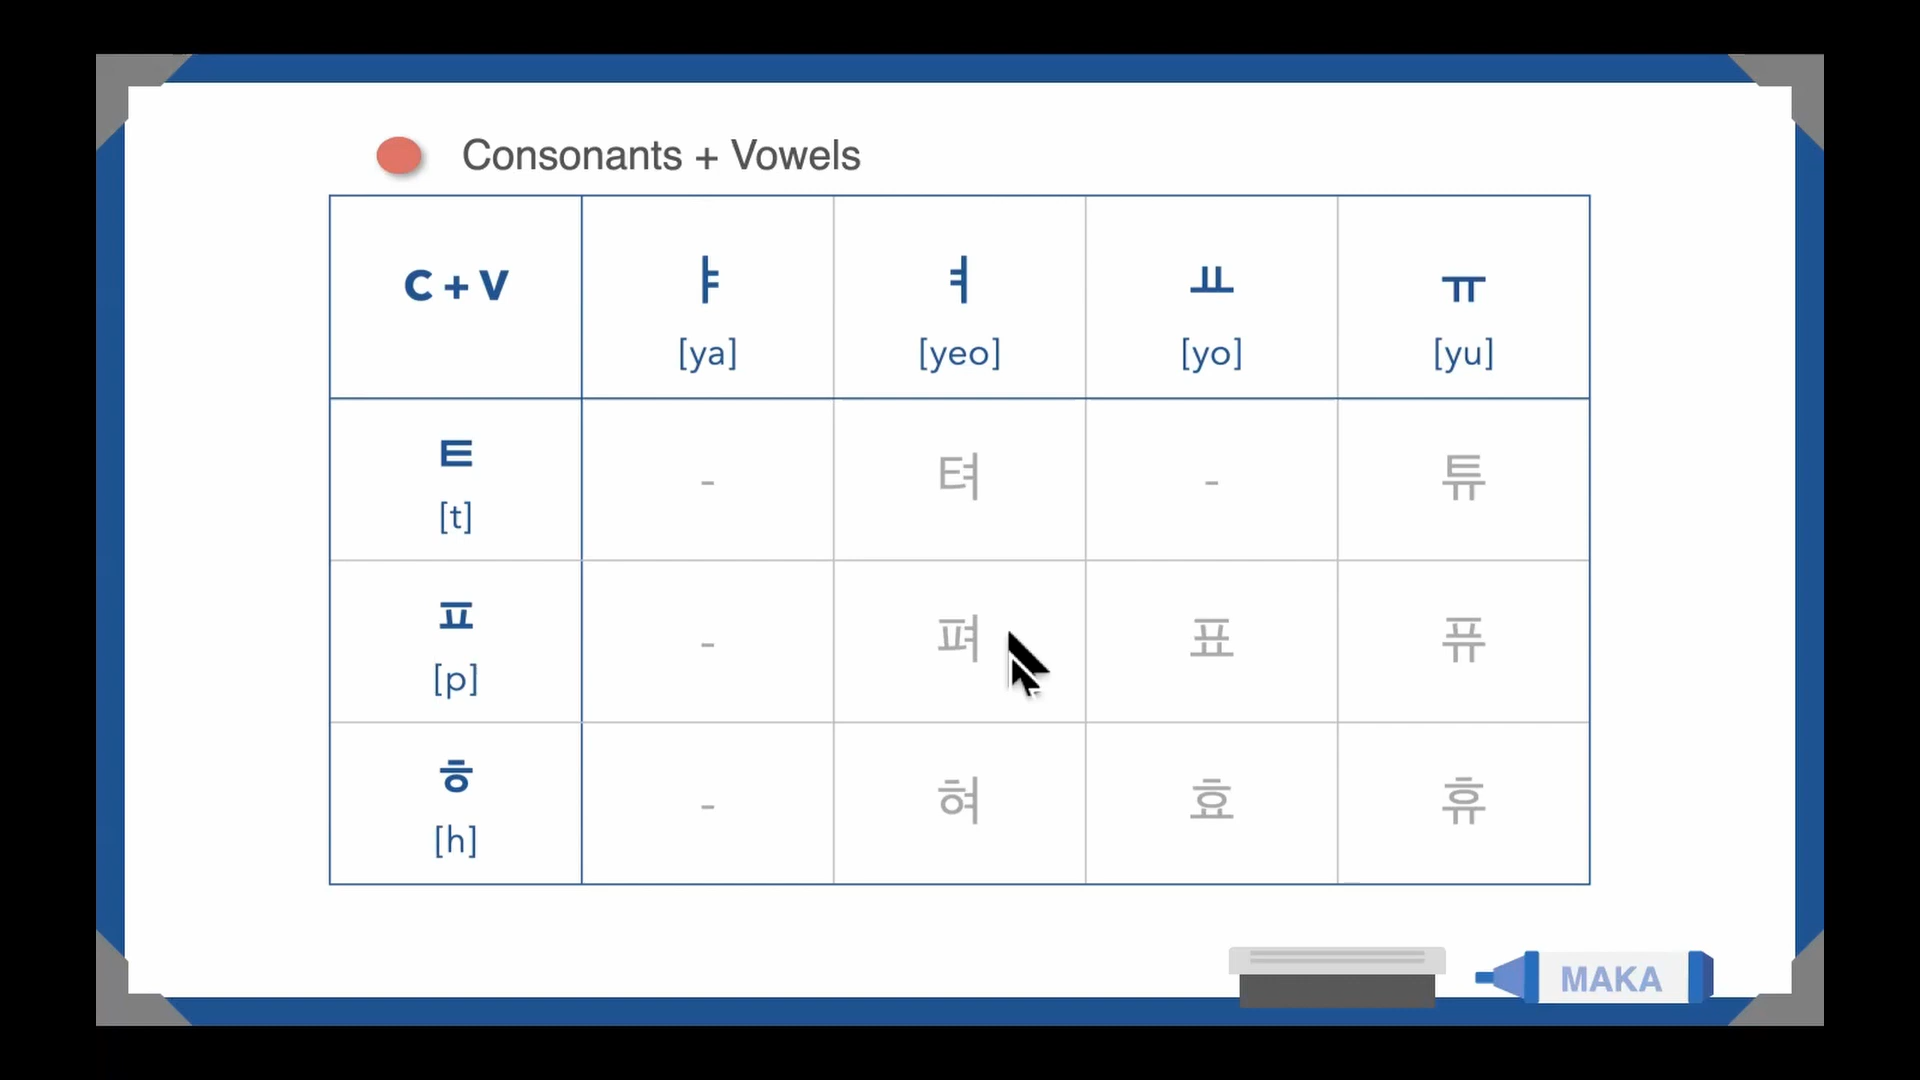 Consonants + Vowels
C + V ㅑ ㅕ ㅛ ㅠ
[ya] [yeo] [yo] [yu]
ㅌ - 텨 - 튜
[t]
ㅍ - 펴 표 퓨
[p]
ㅎ - 혀 효 휴
[h]
MAKA